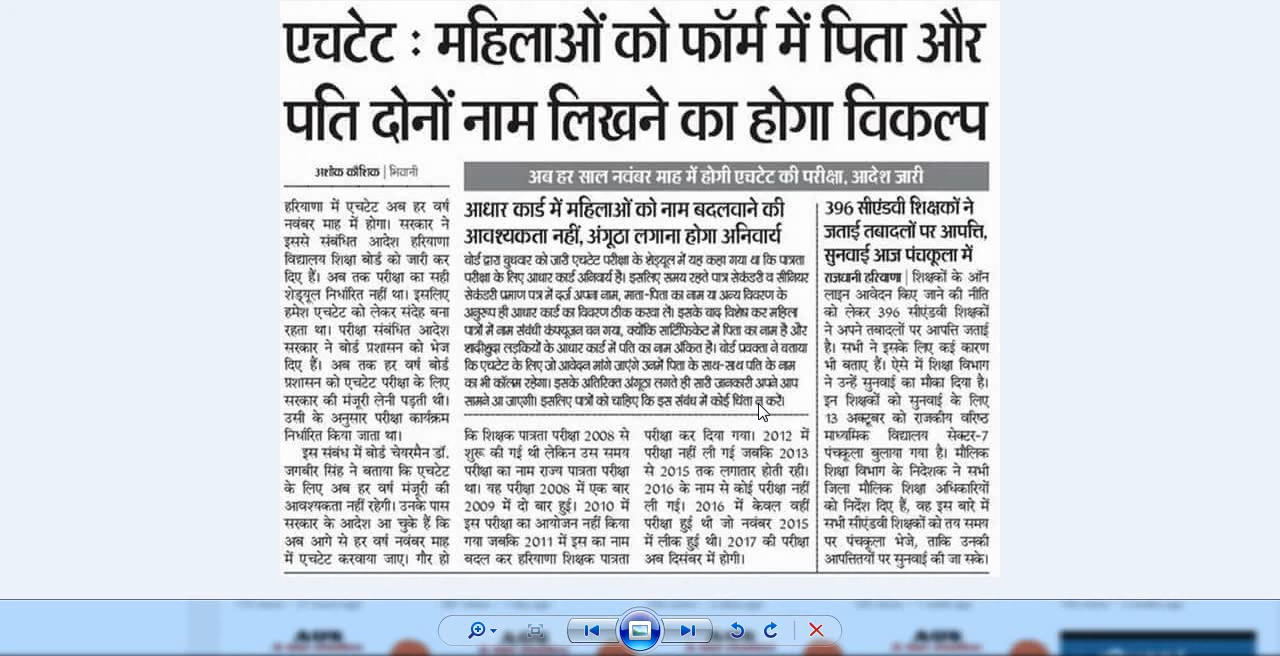 एचटेट : महिलाओं को फॉर्म में पिता और
पति दोनों नाम लिखने का होगा विकल्प
अशोक कौशिक | भिवानी
हरियाणा में एचटेट अब हर वर्ष
नवंबर माह में होगा। सरकार ने
इससे संबंधित आदेश हरियाणा
विद्यालय शिक्षा बोर्ड को जारी कर
दिए हैं। अब तक परीक्षा का सही
शेड्यूल निर्धारित नहीं था। इसलिए
हमेश एचटेट को लेकर संदेह बना
रहता था। परीक्षा संबंधित आदेश
सरकार ने बोर्ड प्रशासन को भेज
दिए हैं। अब तक हर वर्ष बोर्ड
प्रशासन को एचटेट परीक्षा के लिए
सरकार की मंजूरी लेनी पड़ती थी।
उसी के अनुसार परीक्षा कार्यक्रम
निर्धारित किया जाता था।
इस संबंध में बोर्ड चेयरमैन डॉ.
जगबीर सिंह ने बताया कि एचटेट
के लिए अब हर वर्ष मंजूरी की
आवश्यकता नहीं रहेगी। उनके पास
सरकार के आदेश आ चुके हैं कि
अब आगे से हर वर्ष नवंबर माह
में एचटेट करवाया जाए। गौर हो
अब हर साल नवंबर माह में होगी एचटेट की परीक्षा, आदेश जारी
आधार कार्ड में महिलाओं को नाम बदलवाने की
आवश्यकता नहीं, अंगूठा लगाना होगा अनिवार्य
बोर्ड द्वारा बुधवार को जारी एचटेट परीक्षा के शेड्यूल में यह कहा गया था कि पात्रता
परीक्षा के लिए आधार कार्ड अनिवार्य है। इसलिए समय रहते पात्र सेकंडरी व सीनियर
सेकंडरी प्रमाण पत्र में दर्ज अपना नाम, माता-पिता का नाम या अन्य विवरण के
अनुरूप ही आधार कार्ड का विवरण ठीक करवा लें। इसके बाद विशेष कर महिला
पात्रों में नाम संबंधी कंफ्यूजन बन गया, क्योंकि सर्टिफिकेट में पिता का नाम है और
शादीशुदा लड़कियों के आधार कार्ड में पति का नाम अंकित है। बोर्ड प्रवक्ता ने बताया
कि एचटेट के लिए जो आवेदन मांगे जाएंगे उनमें पिता के साथ-साथ पति के नाम
का भी कॉलम रहेगा। इसके अतिरिक्त अंगूठा लगते ही सारी जानकारी अपने आप
सामने आ जाएगी। इसलिए पात्रों को चाहिए कि इस संबंध में कोई चिंता न करें।
कि शिक्षक पात्रता परीक्षा 2008 से
शुरू की गई थी लेकिन उस समय
परीक्षा का नाम राज्य पात्रता परीक्षा
था। यह परीक्षा 2008 में एक बार
2009 में दो बार हुई। 2010 में
इस परीक्षा का आयोजन नहीं किया
गया जबकि 2011 में इस का नाम
बदल कर हरियाणा शिक्षक पात्रता
परीक्षा कर दिया गया। 2012 में
परीक्षा नहीं ली गई जबकि 2013
से 2015 तक लगातार होती रही।
2016 के नाम से कोई परीक्षा नहीं
ली गई। 2016 में केवल वहीं
परीक्षा हुई थी जो नवंबर 2015
में लीक हुई थी। 2017 की परीक्षा
अब दिसंबर में होगी।
396 सीएंडवी शिक्षकों ने
जताई तबादलों पर आपत्ति,
सुनवाई आज पंचकूला में
राजधानी हरियाणा | शिक्षकों के ऑन
लाइन आवेदन किए जाने की नीति
को लेकर 396 सीएंडवी शिक्षकों
ने अपने तबादलों पर आपत्ति जताई
है। सभी ने इसके लिए कई कारण
भी बताए हैं। ऐसे में शिक्षा विभाग
ने उन्हें सुनवाई का मौका दिया है।
इन शिक्षकों को सुनवाई के लिए
13 अक्टूबर को राजकीय वरिष्ठ
माध्यमिक विद्यालय सेक्टर-7
पंचकूला बुलाया गया है। मौलिक
शिक्षा विभाग के निदेशक ने सभी
जिला मौलिक शिक्षा अधिकारियों
को निर्देश दिए हैं, वह इस बारे में
सभी सीएंडवी शिक्षकों को तय समय
पर पंचकूला भेजे, ताकि उनकी
आपत्तितयों पर सुनवाई की जा सके।